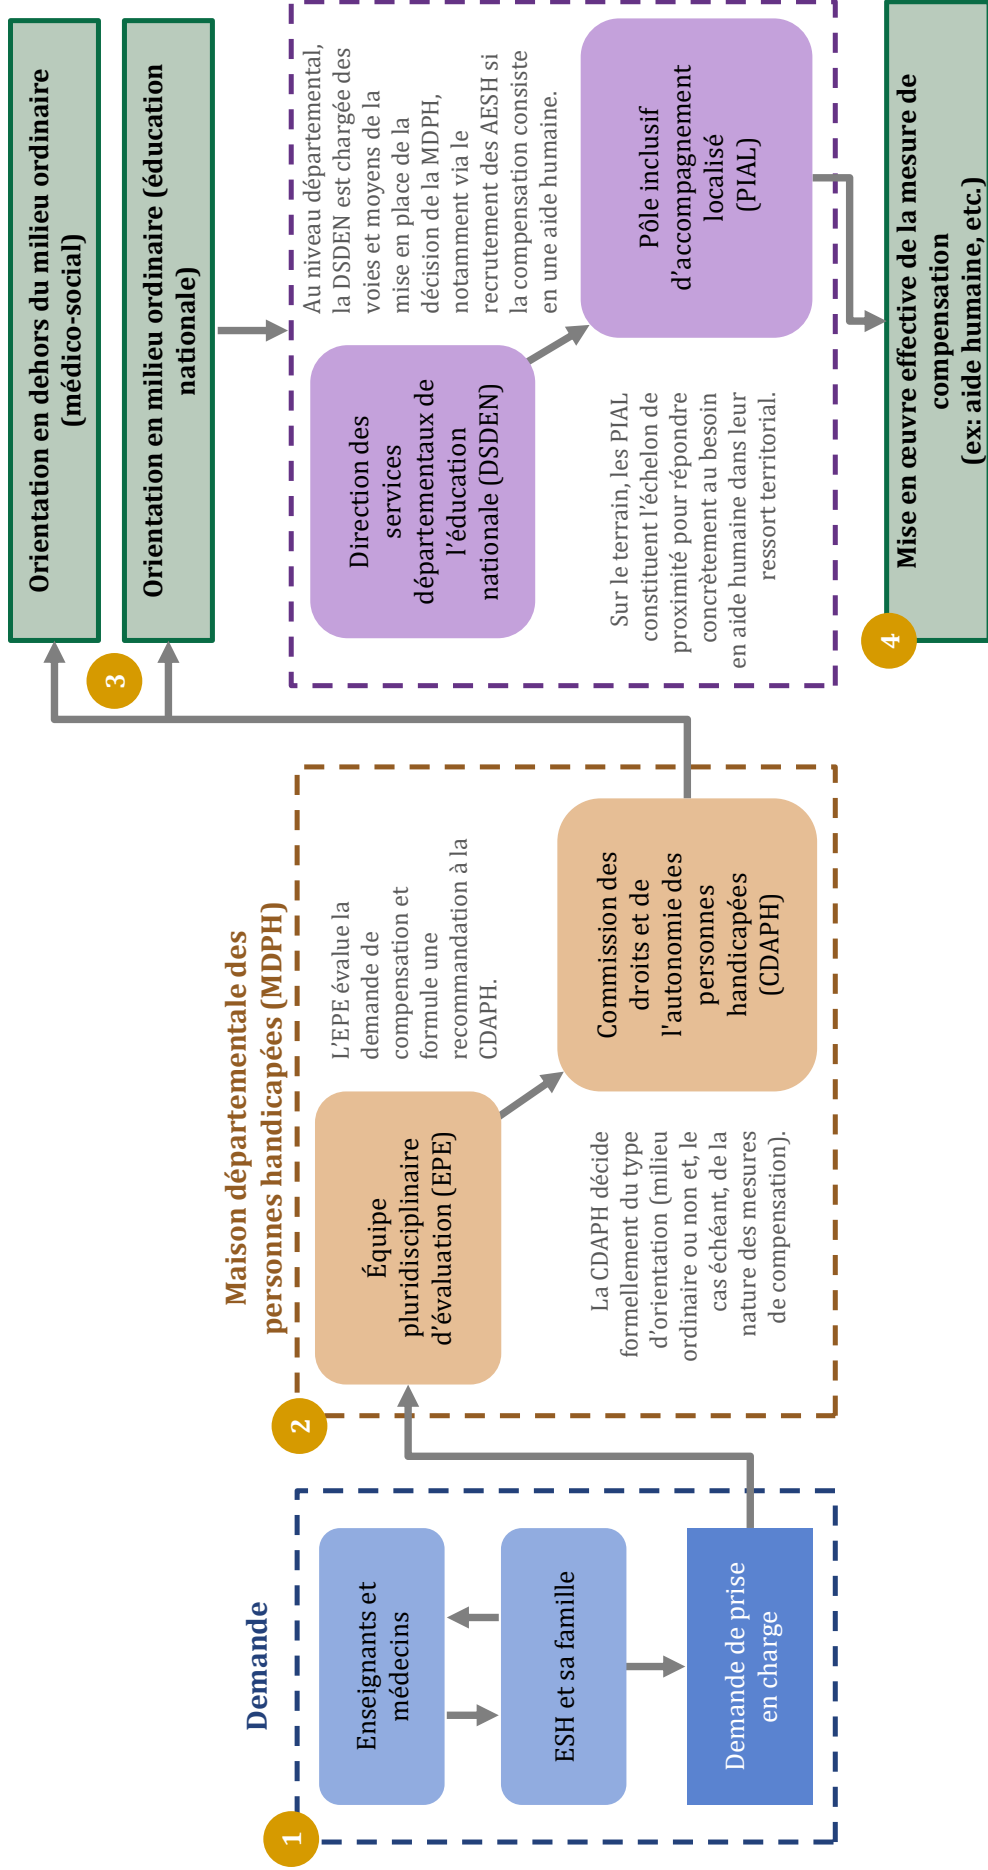 1
Demande
Enseignants et
médecins
ESH et sa famille
Demande de prise
en charge
2
Maison départementale des
personnes handicapées (MDPH)
Équipe
pluridisciplinaire
d'évaluation (EPE)
L'EPE évalue la
demande de
compensation et
formule une
recommandation à la
CDAPH.
La CDAPH décide
formellement du type
d'orientation (milieu
ordinaire ou non et, le
cas échéant, de la
nature des mesures
de compensation).
Commission des
droits et de
l'autonomie des
personnes
handicapées
(CDAPH)
3
Orientation en dehors du milieu ordinaire
(médico-social)
Orientation en milieu ordinaire (éducation
nationale)
Direction des
services
départementaux de
l'éducation
nationale (DSDEN)
Au niveau départemental,
la DSDEN est chargée des
voies et moyens de la
mise en place de la
décision de la MDPH,
notamment via le
recrutement des AESH si
la compensation consiste
en une aide humaine.
Sur le terrain, les PIAL
constituent l'échelon de
proximité pour répondre
concrètement au besoin
en aide humaine dans leur
ressort territorial.
Pôle inclusif
d'accompagnement
localisé
(PIAL)
4
Mise en œuvre effective de la mesure de
compensation
(ex: aide humaine, etc.)